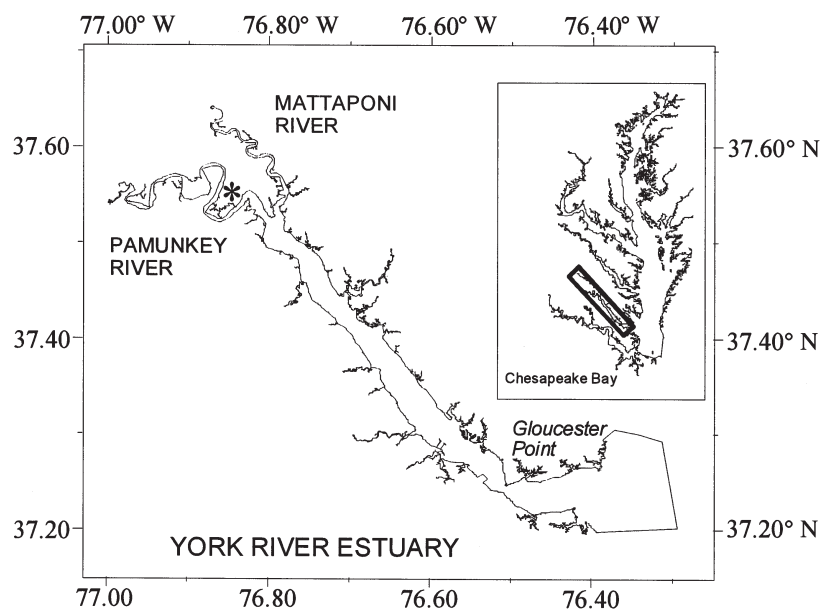 77.00° W 76.80° W 76.60° W 76.40° W
MATTAPONI
RIVER
37.60 37.60° N
*
PAMUNKEY
RIVER
37.40 37.40° N
Chesapeake Bay
Gloucester
Point
37.20 37.20° N
YORK RIVER ESTUARY
77.00 76.80 76.60 76.40